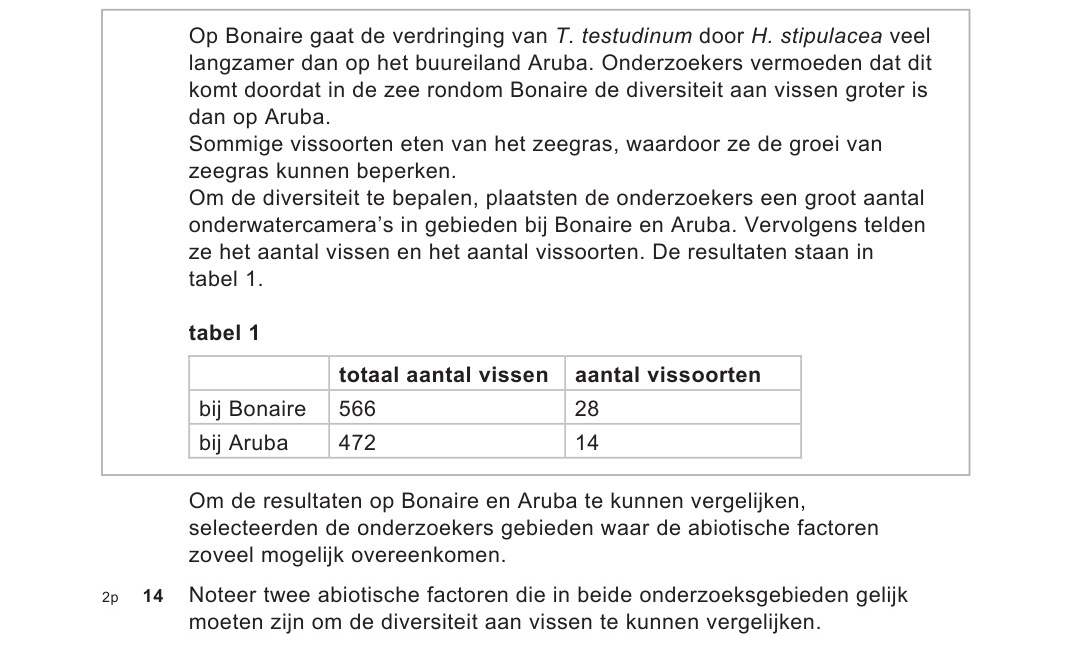 Op Bonaire gaat de verdringing van T. testudinum door H. stipulacea veel
langzamer dan op het buureiland Aruba. Onderzoekers vermoeden dat dit
komt doordat in de zee rondom Bonaire de diversiteit aan vissen groter is
dan op Aruba.
Sommige vissoorten eten van het zeegras, waardoor ze de groei van
zeegras kunnen beperken.
Om de diversiteit te bepalen, plaatsten de onderzoekers een groot aantal
onderwatercamera's in gebieden bij Bonaire en Aruba. Vervolgens telden
ze het aantal vissen en het aantal vissoorten. De resultaten staan in
tabel 1.
tabel 1
totaal aantal vissen aantal vissoorten
bij Bonaire 566 28
bij Aruba 472 14
Om de resultaten op Bonaire en Aruba te kunnen vergelijken,
selecteerden de onderzoekers gebieden waar de abiotische factoren
zoveel mogelijk overeenkomen.
2p 14 Noteer twee abiotische factoren die in beide onderzoeksgebieden gelijk
moeten zijn om de diversiteit aan vissen te kunnen vergelijken.